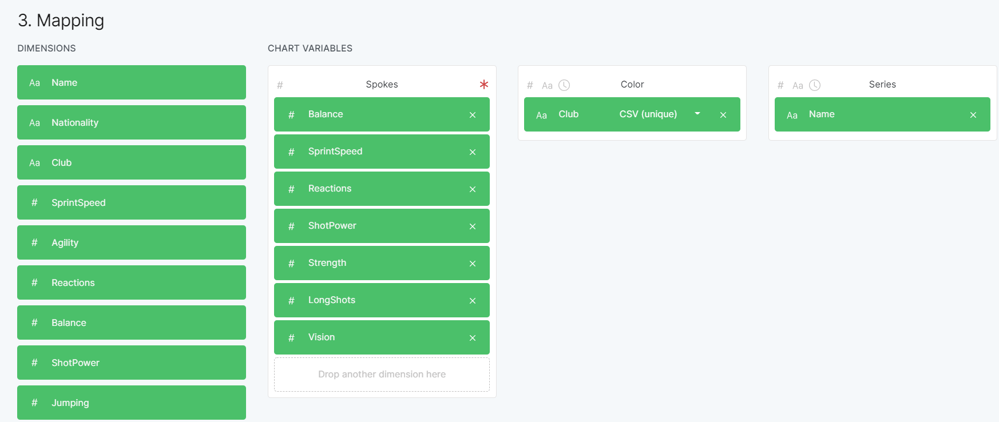 3. Mapping
DIMENSIONS
Aa Name
Aa Nationality
Aa Club
# SprintSpeed
# Agility
# Reactions
# Balance
# ShotPower
# Jumping
CHART VARIABLES
# Spokes *
# Balance ×
# SprintSpeed ×
# Reactions ×
# ShotPower ×
# Strength ×
# LongShots ×
# Vision ×
Drop another dimension here
# Aa Color
Aa Club CSV (unique) ×
# Aa Series
Aa Name ×